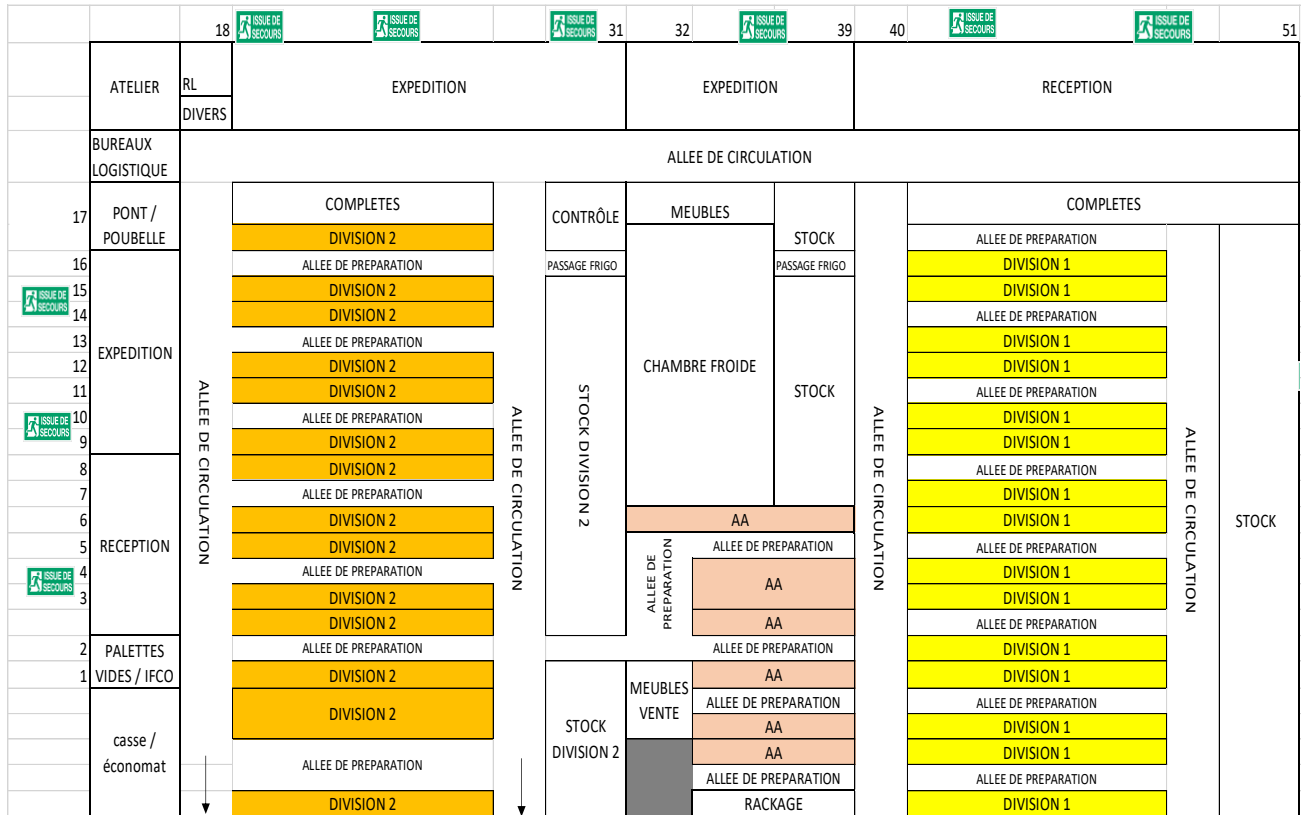 18 ISSUE DE SECOURS ISSUE DE SECOURS ISSUE DE SECOURS 31 32 ISSUE DE SECOURS 39 40 ISSUE DE SECOURS ISSUE DE SECOURS 51
ATELIER RL EXPEDITION EXPEDITION RECEPTION
DIVERS
BUREAUX
LOGISTIQUE
ALLEE DE CIRCULATION
17 PONT /
POUBELLE
COMPLETES CONTRÔLE MEUBLES COMPLETES
DIVISION 2 STOCK ALLEE DE PREPARATION
16 ALLEE DE PREPARATION PASSAGE FRIGO PASSAGE FRIGO DIVISION 1
ISSUE DE SECOURS 15 DIVISION 2 DIVISION 1
14 DIVISION 2 ALLEE DE PREPARATION
13 ALLEE DE PREPARATION DIVISION 1
EXPEDITION
12 DIVISION 2 CHAMBRE FROIDE DIVISION 1
11 DIVISION 2 STOCK ALLEE DE PREPARATION
ISSUE DE SECOURS 10 ALLEE DE PREPARATION DIVISION 1
9 DIVISION 2 DIVISION 1
8 DIVISION 2 ALLEE DE PREPARATION
7 ALLEE DE PREPARATION DIVISION 1
6 DIVISION 2 AA DIVISION 1 STOCK
5 RECEPTION DIVISION 2 ALLEE DE PREPARATION ALLEE DE PREPARATION
ISSUE DE SECOURS 4 ALLEE DE PREPARATION AA DIVISION 1
3 DIVISION 2 DIVISION 1
DIVISION 2 AA ALLEE DE PREPARATION
ALLEE DE CIRCULATION
ALLEE DE CIRCULATION
STOCK DIVISION 2
ALLEE DE
PREPARATION
ALLEE DE CIRCULATION
ALLEE DE CIRCULATION
2 PALETTES ALLEE DE PREPARATION ALLEE DE PREPARATION DIVISION 1
1 VIDES / IFCO DIVISION 2 AA DIVISION 1
MEUBLES
VENTE
ALLEE DE PREPARATION ALLEE DE PREPARATION
DIVISION 2 AA DIVISION 1
casse /
économat
STOCK
DIVISION 2
AA DIVISION 1
ALLEE DE PREPARATION ALLEE DE PREPARATION ALLEE DE PREPARATION
DIVISION 2 RACKAGE DIVISION 1